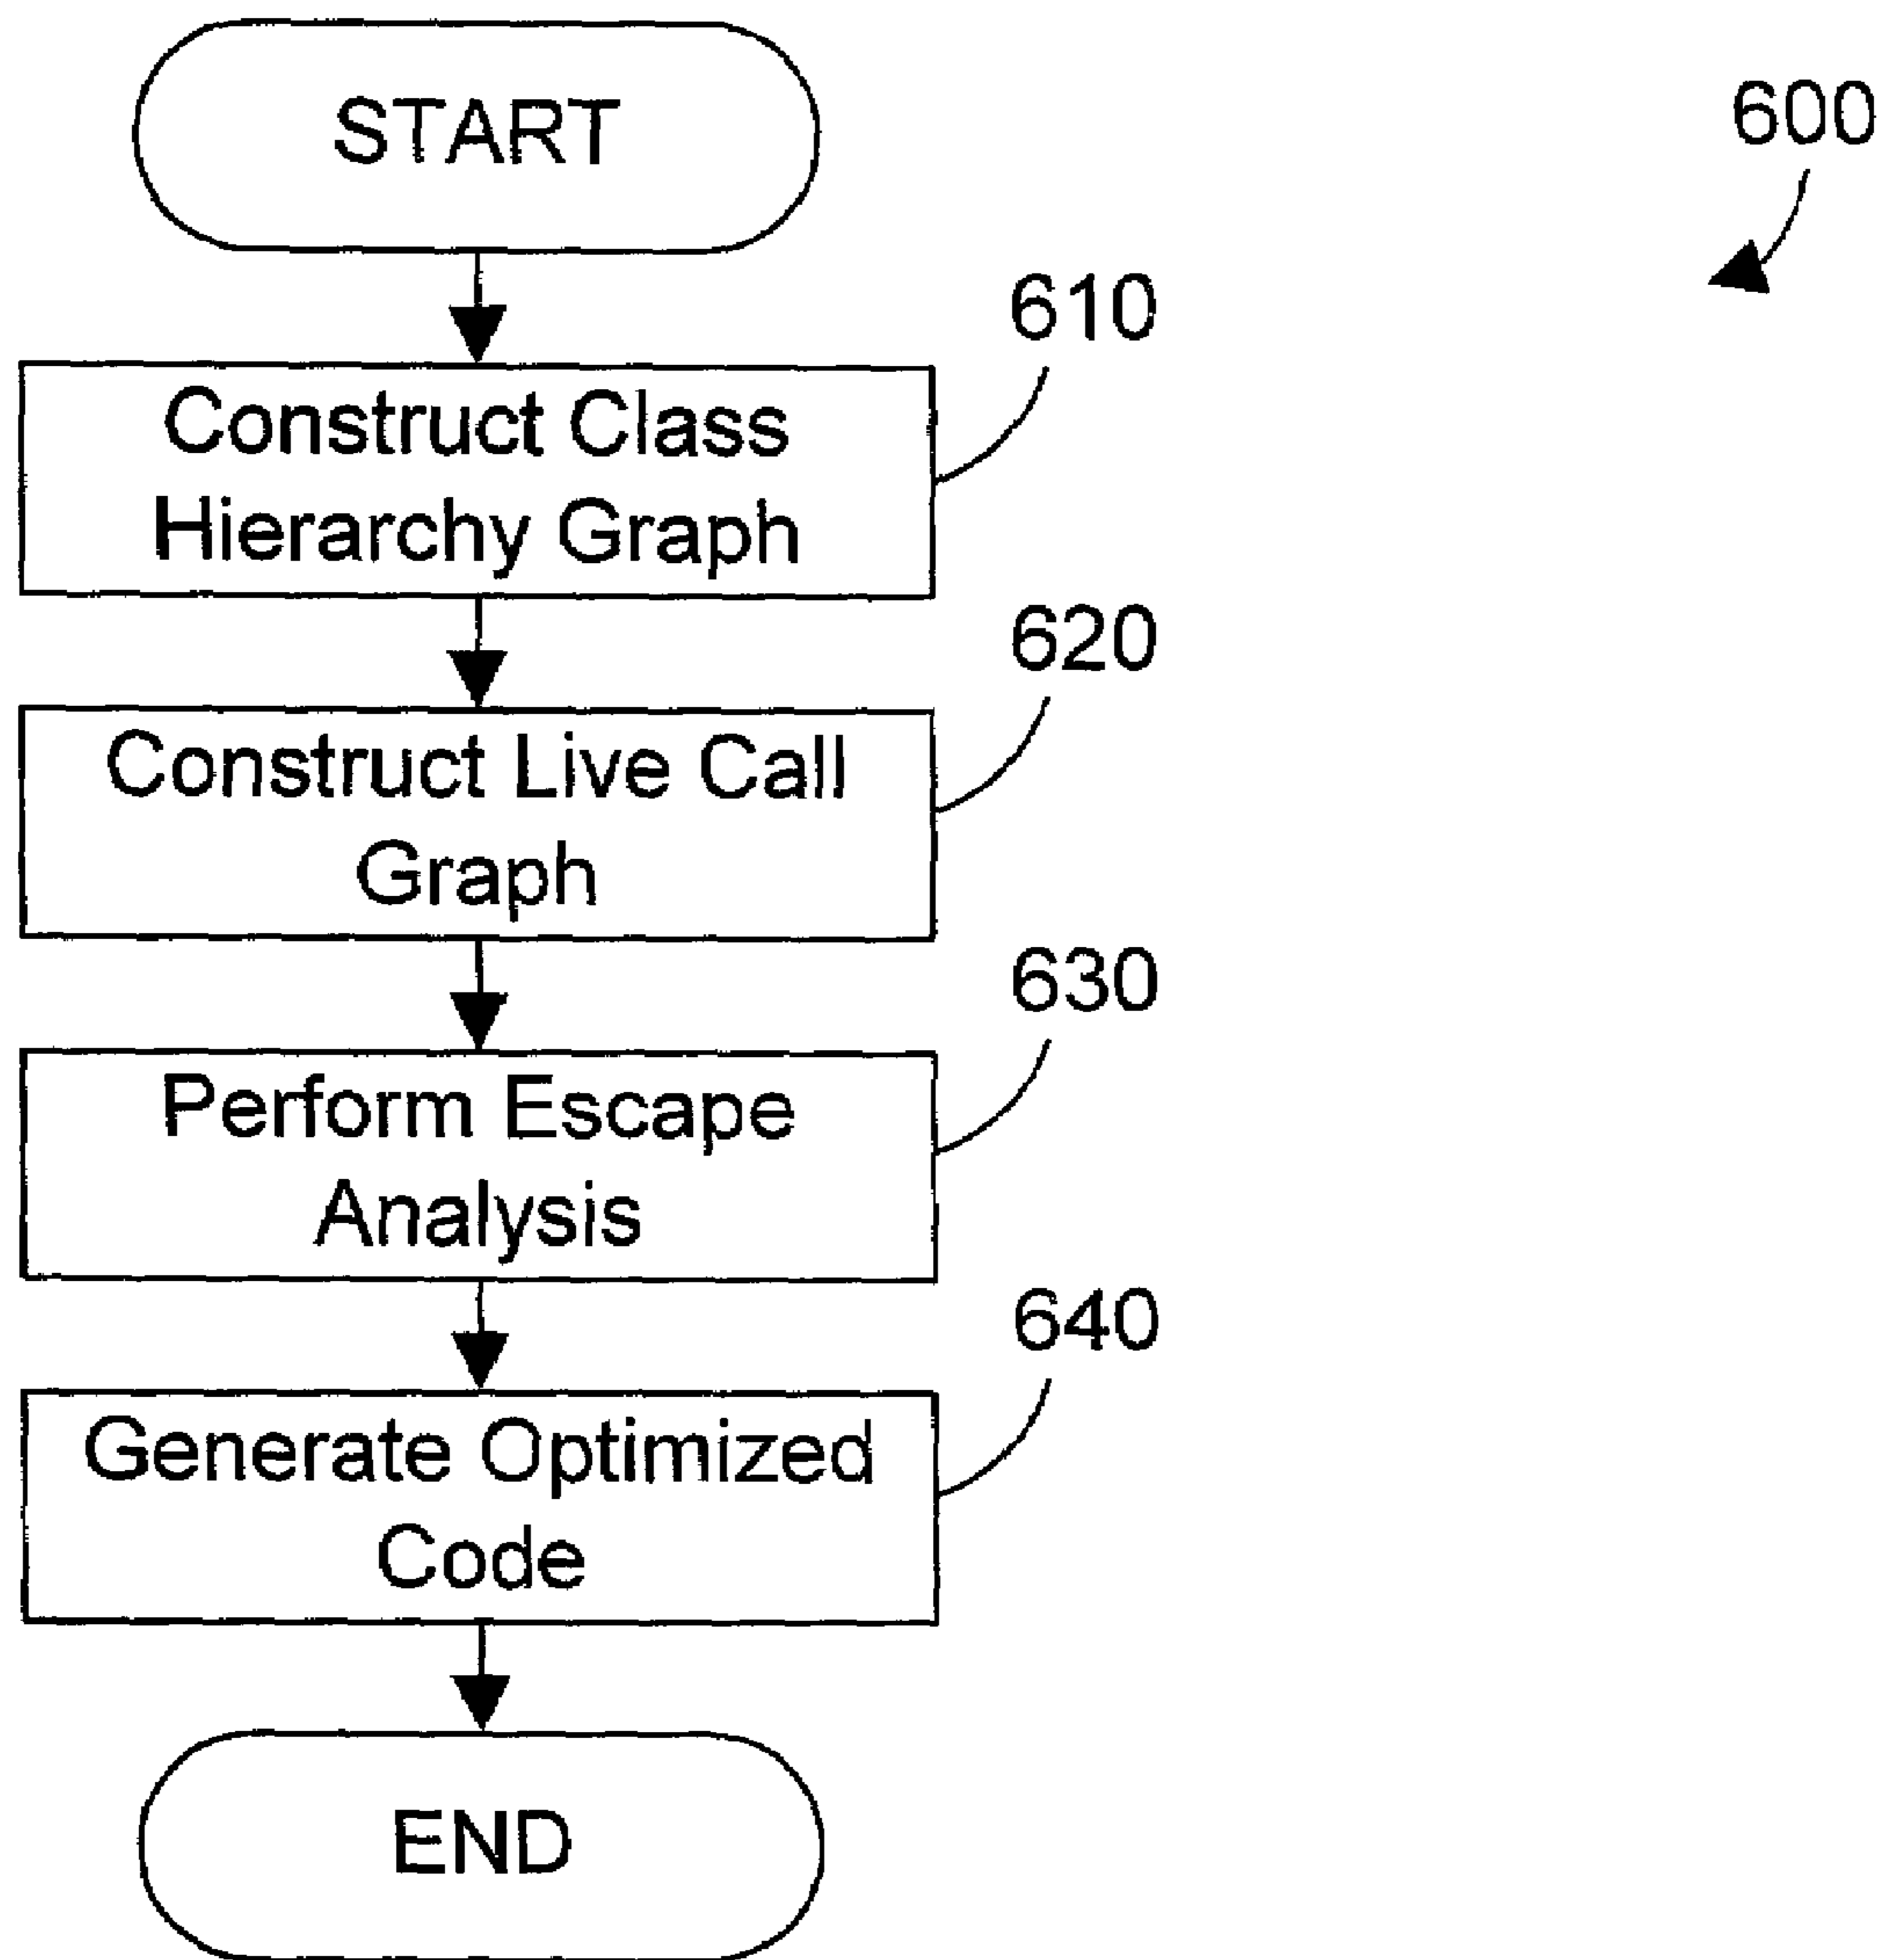 START
600
610
Construct Class
Hierarchy Graph
620
Construct Live Call
Graph
630
Perform Escape
Analysis
640
Generate Optimized
Code
END